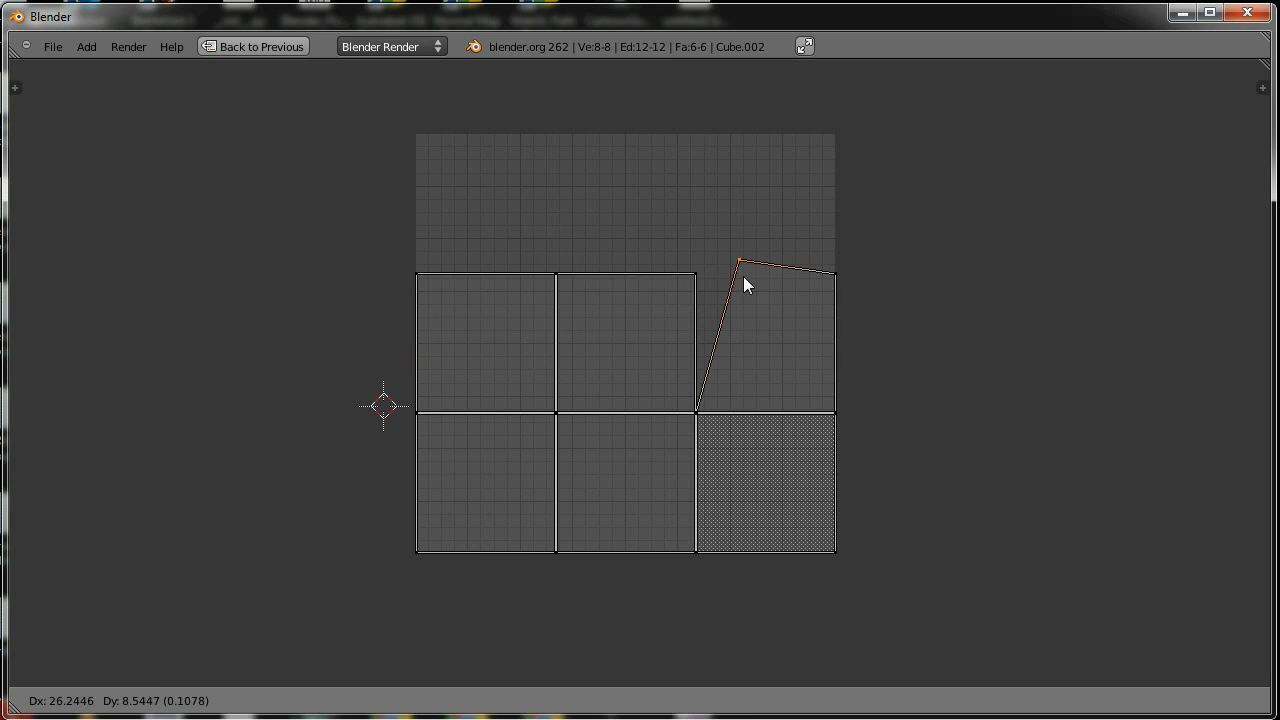 Blender
File Add Render Help Back to Previous Blender Render blender.org 262 | Ve:8-8 | Ed:12-12 | Fa:6-6 | Cube.002
Dx: 26.2446 Dy: 8.5447 (0.1078)